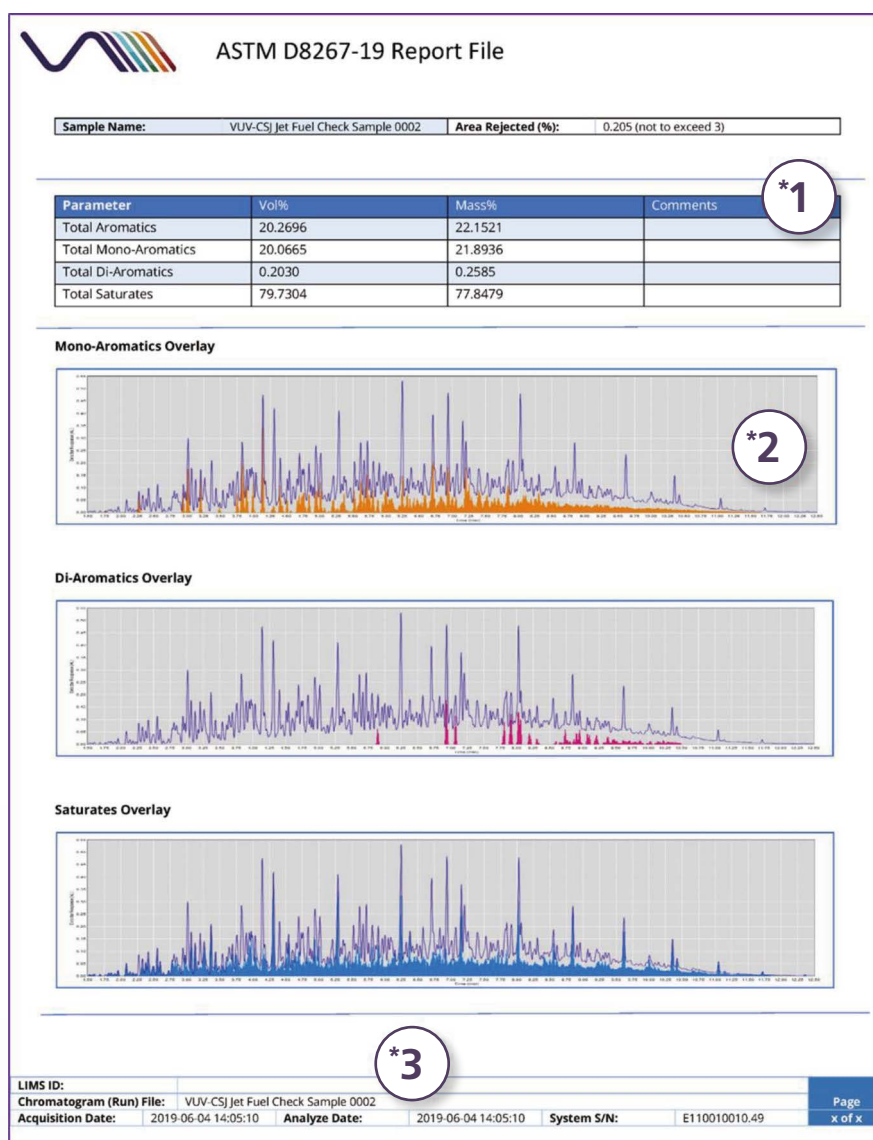 ASTM D8267-19 Report File
Sample Name: VUV-CSJ Jet Fuel Check Sample 0002 Area Rejected (%): 0.205 (not to exceed 3)
*1
Parameter Vol% Mass% Comments
Total Aromatics 20.2696 22.1521
Total Mono-Aromatics 20.0665 21.8936
Total Di-Aromatics 0.2030 0.2585
Total Saturates 79.7304 77.8479
Mono-Aromatics Overlay
*2
Di-Aromatics Overlay
Saturates Overlay
*3
LIMS ID:
Chromatogram (Run) File: VUV-CSJ Jet Fuel Check Sample 0002 Page
Acquisition Date: 2019-06-04 14:05:10 Analyze Date: 2019-06-04 14:05:10 System S/N: E110010010.49 x of x